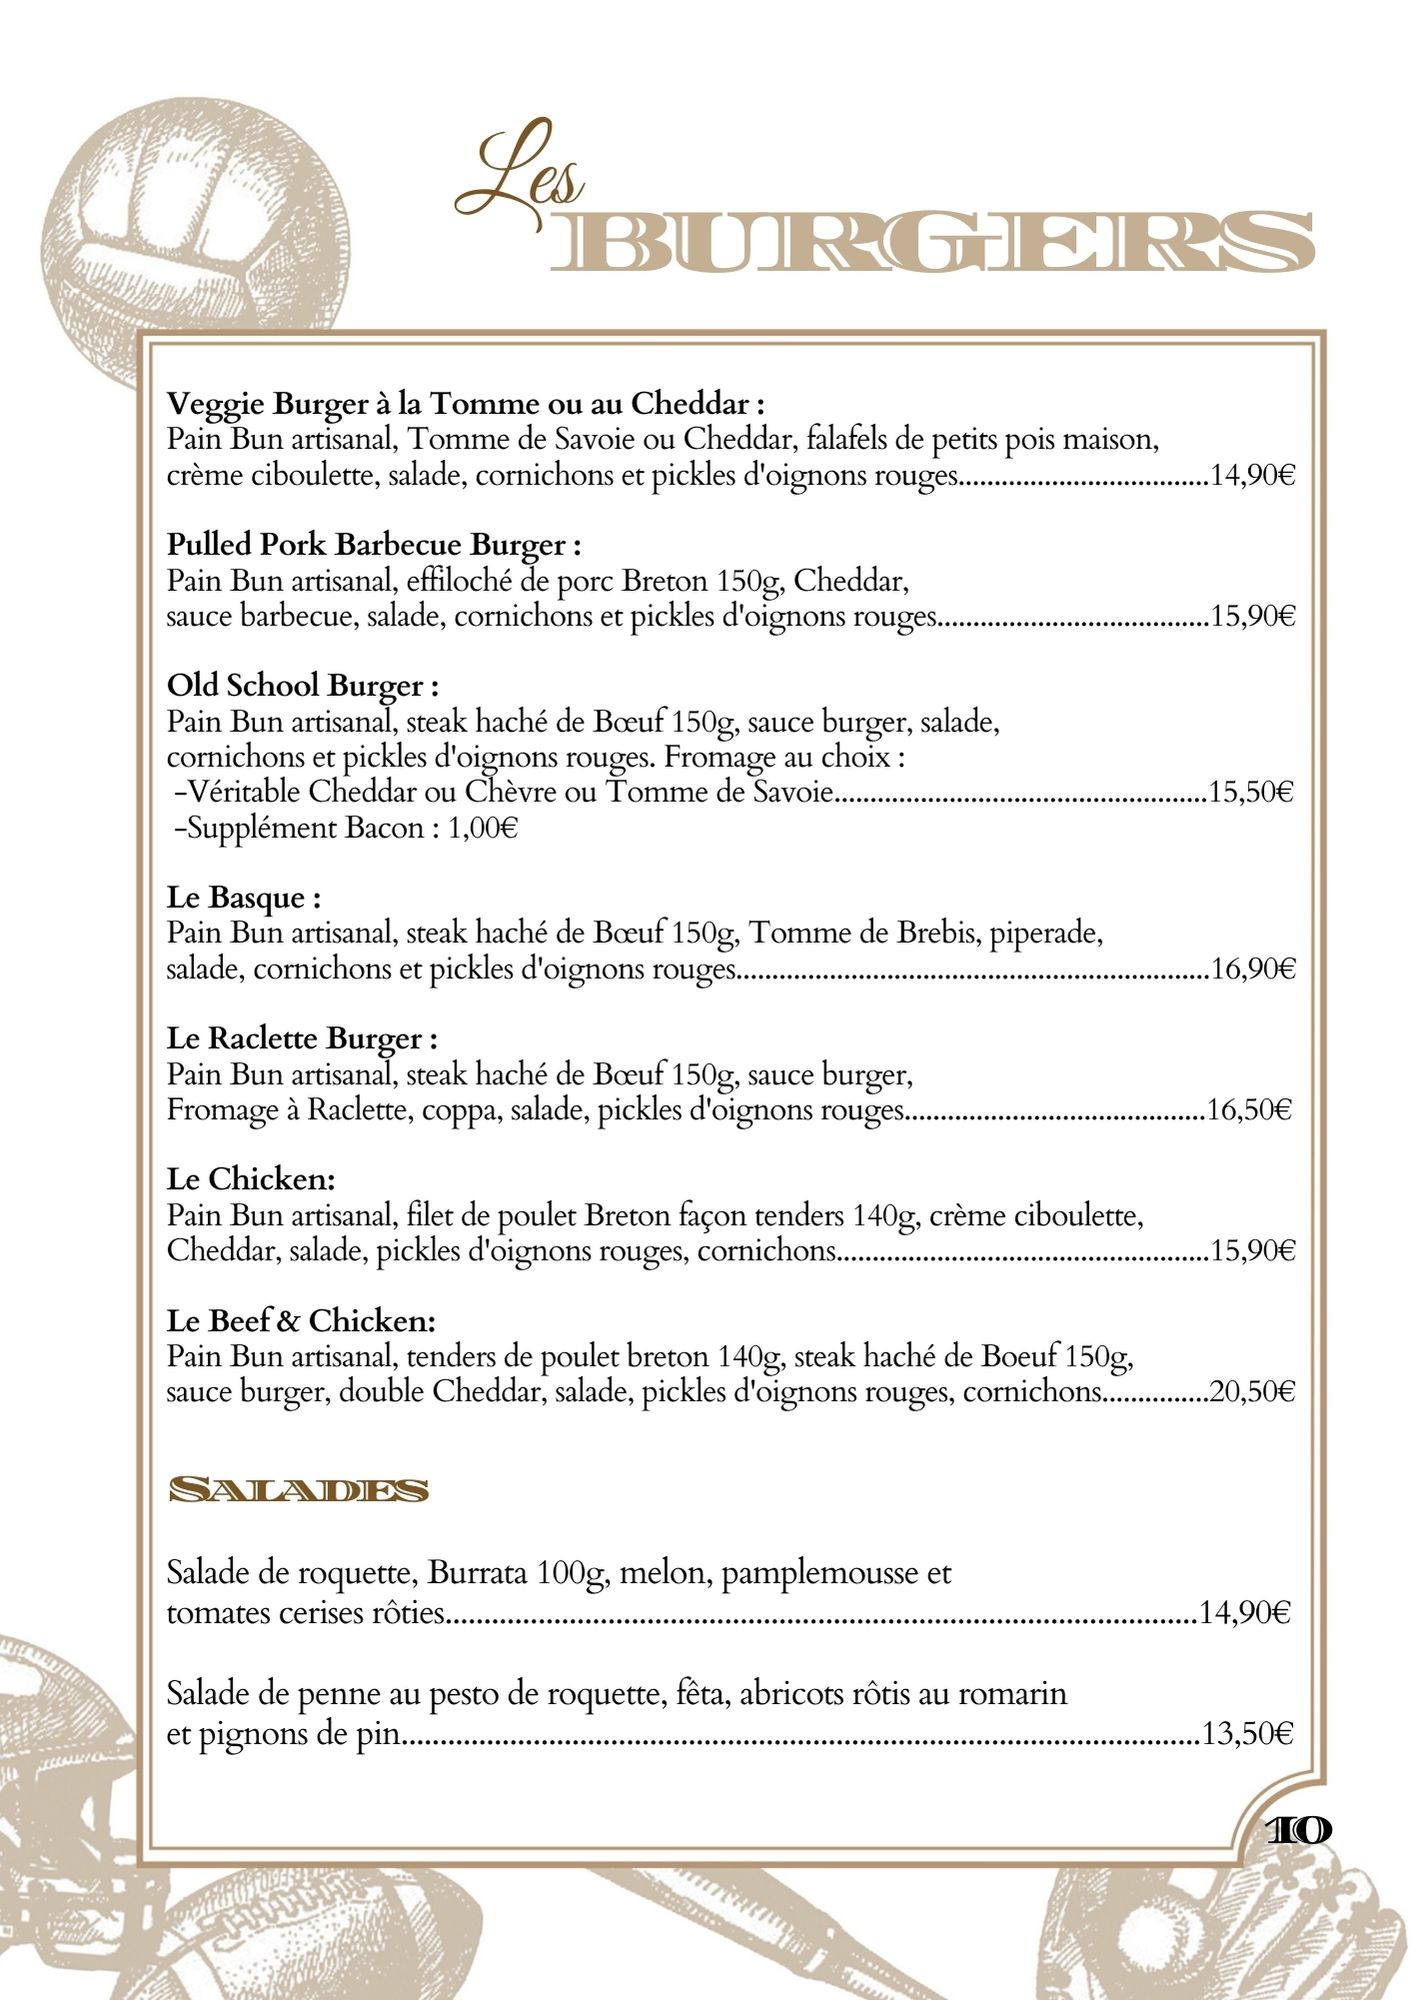 Les
BURGERS
Veggie Burger à la Tomme ou au Cheddar :
Pain Bun artisanal, Tomme de Savoie ou Cheddar, falafels de petits pois maison,
crème ciboulette, salade, cornichons et pickles d'oignons rouges...................................14,90€
Pulled Pork Barbecue Burger :
Pain Bun artisanal, effiloché de porc Breton 150g, Cheddar,
sauce barbecue, salade, cornichons et pickles d'oignons rouges......................................15,90€
Old School Burger :
Pain Bun artisanal, steak haché de Bœuf 150g, sauce burger, salade,
cornichons et pickles d'oignons rouges. Fromage au choix :
-Véritable Cheddar ou Chèvre ou Tomme de Savoie....................................................15,50€
-Supplément Bacon : 1,00€
Le Basque :
Pain Bun artisanal, steak haché de Bœuf 150g, Tomme de Brebis, piperade,
salade, cornichons et pickles d'oignons rouges..................................................................16,90€
Le Raclette Burger :
Pain Bun artisanal, steak haché de Bœuf 150g, sauce burger,
Fromage à Raclette, coppa, salade, pickles d'oignons rouges..........................................16,50€
Le Chicken:
Pain Bun artisanal, filet de poulet Breton façon tenders 140g, crème ciboulette,
Cheddar, salade, pickles d'oignons rouges, cornichons....................................................15,90€
Le Beef & Chicken:
Pain Bun artisanal, tenders de poulet breton 140g, steak haché de Boeuf 150g,
sauce burger, double Cheddar, salade, pickles d'oignons rouges, cornichons...............20,50€
SALADES
Salade de roquette, Burrata 100g, melon, pamplemousse et
tomates cerises rôties.................................................................................................14,90€
Salade de penne au pesto de roquette, fêta, abricots rôtis au romarin
et pignons de pin.......................................................................................................13,50€
10